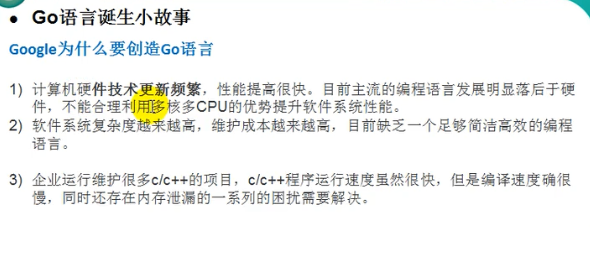 ● Go语言诞生小故事
Google为什么要创造Go语言
1) 计算机硬件技术更新频繁，性能提高很快。目前主流的编程语言发展明显落后于硬
件，不能合理利用多核多CPU的优势提升软件系统性能。
2) 软件系统复杂度越来越高，维护成本越来越高，目前缺乏一个足够简洁高效的编程
语言。
3) 企业运行维护很多c/c++的项目，c/c++程序运行速度虽然很快，但是编译速度确很
慢，同时还存在内存泄漏的一系列的困扰需要解决。